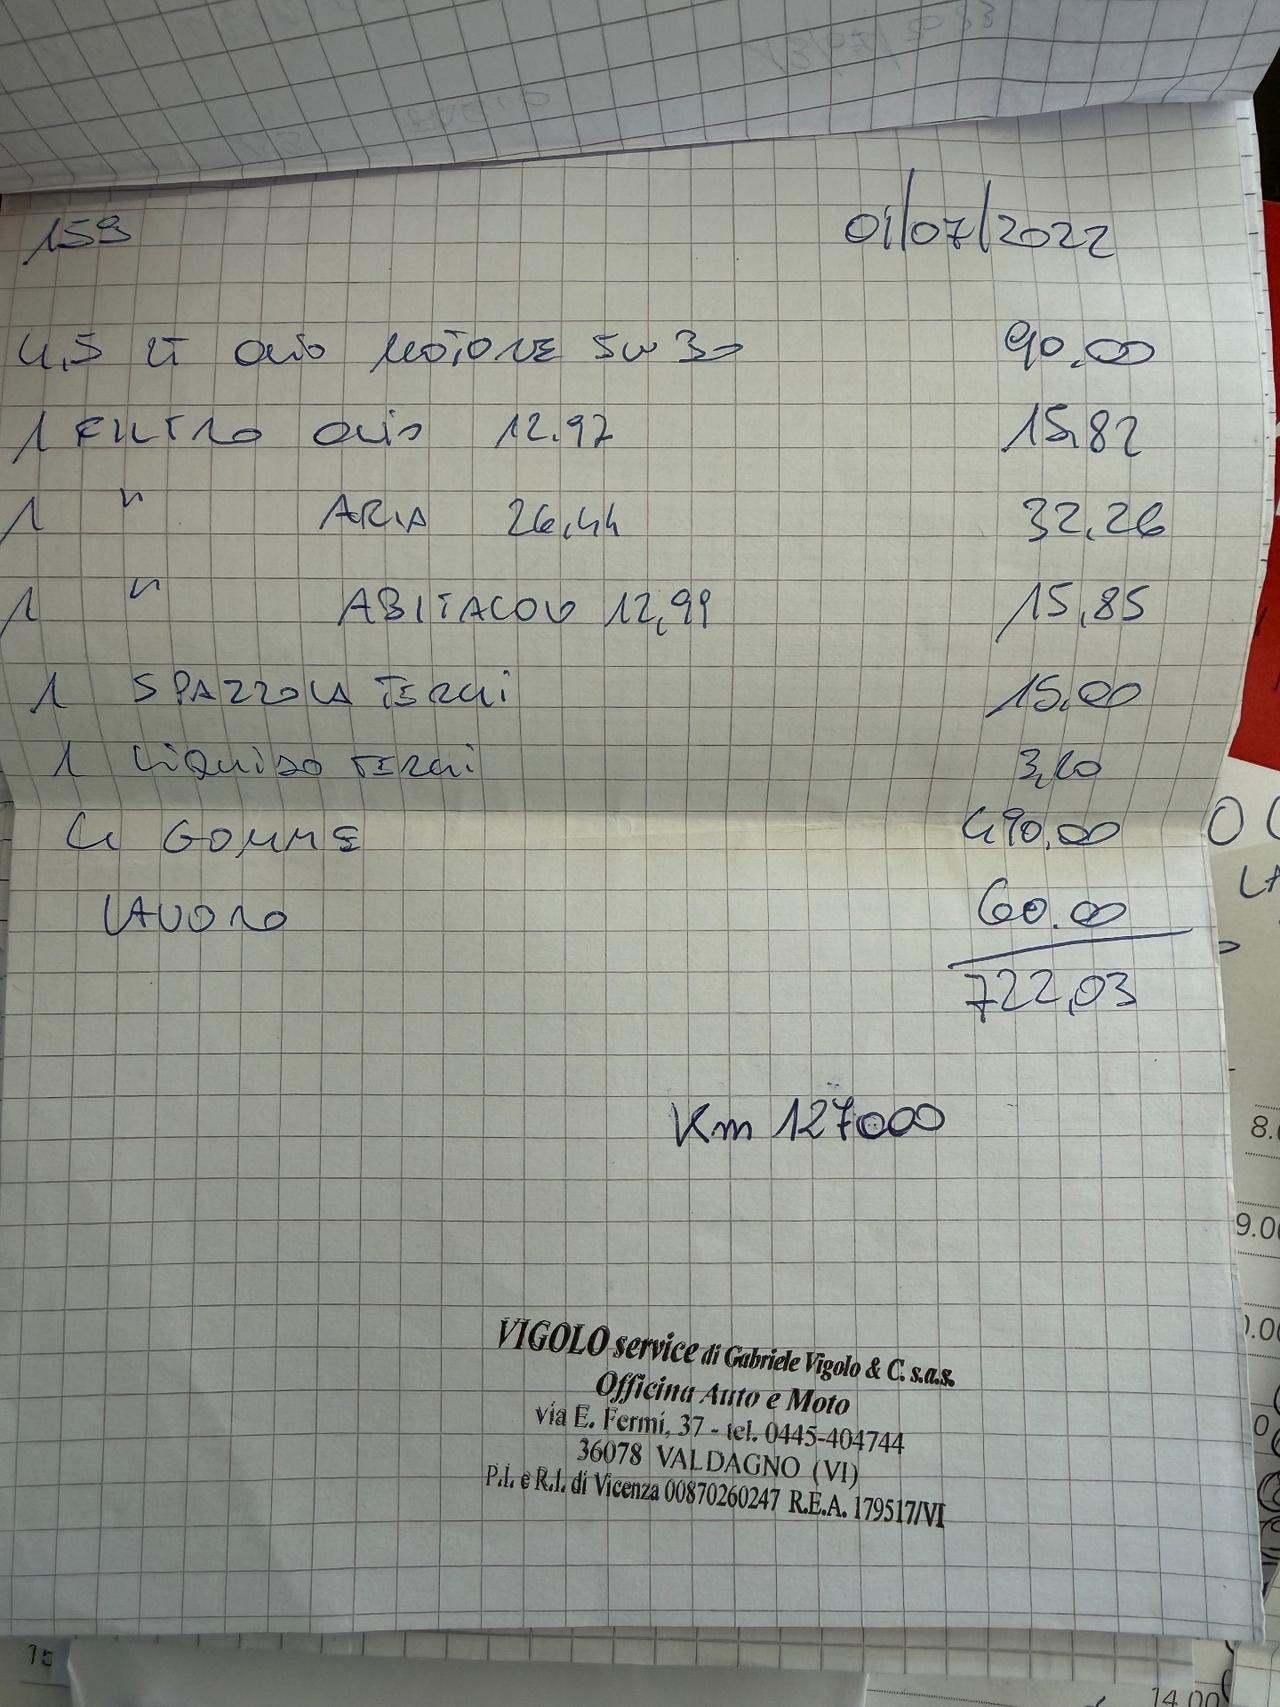 159 01/07/2022
4,5 LT OLIO MOTORE 5W30 90,00
1 FILTRO OLIO 12.97 15,82
1 " ARIA 26,44 32,26
1 " ABITACOLO 12,99 15,85
1 SPAZZOLA TERGI 15,00
1 LIQUIDO TERGI 3,10
4 GOMME 490,00
LAVORO 60.00
722,03
Km 127000
VIGOLO service di Gabriele Vigolo & C. s.a.s.
Officina Auto e Moto
via E. Fermi, 37 - tel. 0445-404744
36078 VALDAGNO (VI)
P.I. e R.I. di Vicenza 00870260247 R.E.A. 179517/VI
15
14.00